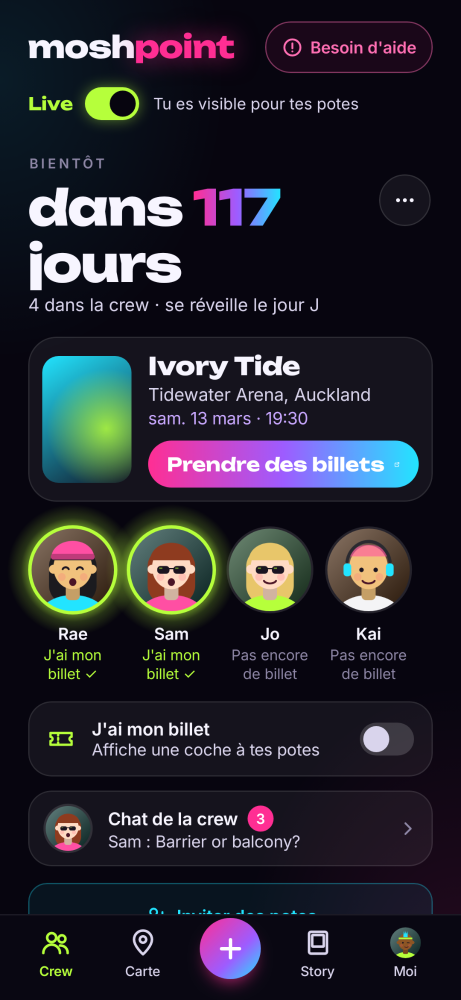 moshpoint
Besoin d'aide
Live
Tu es visible pour tes potes
BIENTÔT
dans 117
jours
4 dans la crew · se réveille le jour J
Ivory Tide
Tidewater Arena, Auckland
sam. 13 mars · 19:30
Prendre des billets
Rae
J'ai mon
billet ✓
Sam
J'ai mon
billet ✓
Jo
Pas encore
de billet
Kai
Pas encore
de billet
J'ai mon billet
Affiche une coche à tes potes
Chat de la crew 3
Sam : Barrier or balcony?
Inviter des potes
Crew
Carte
Story
Moi